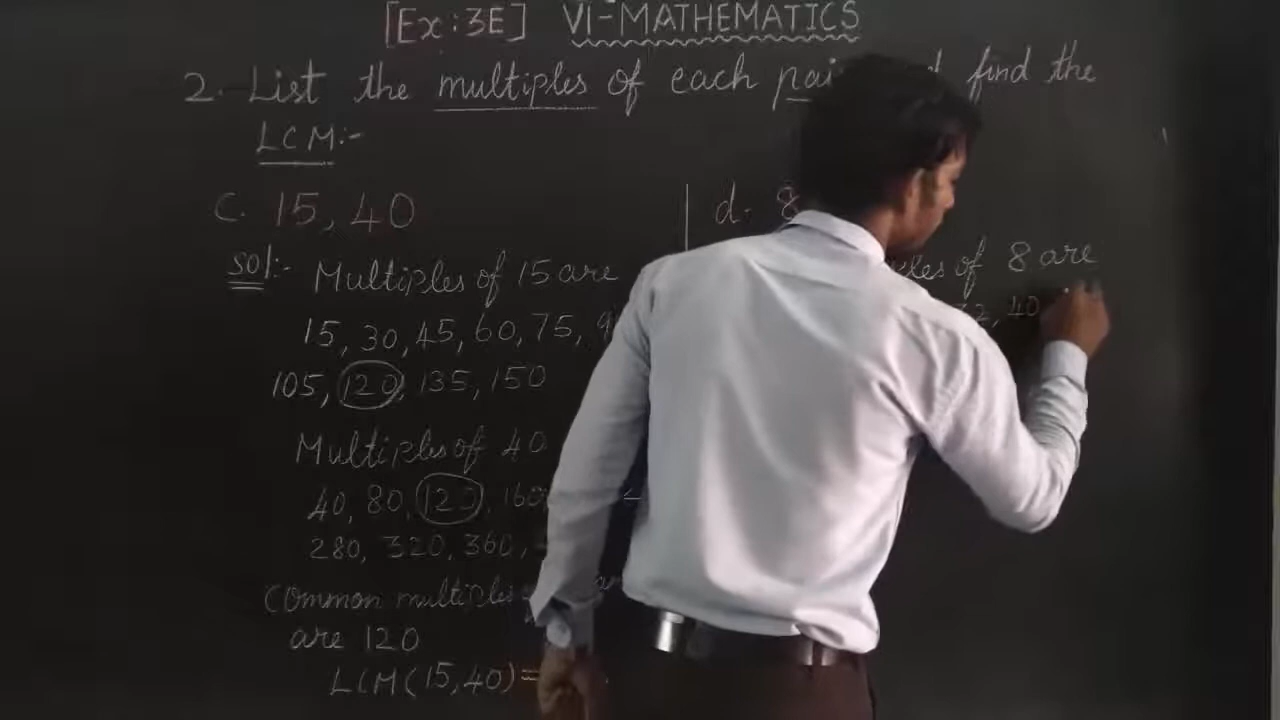 [Ex:3E] VI-MATHEMATICS
2. List the multiples of each find the
LCM:-
C. 15, 40
Sol:- Multiples of 15 are
15, 30, 45, 60, 75,
105, 120, 135, 150
Multiples of 40
40, 80, 120, 160,
280, 320, 360,
Common multiples
are 120
LCM(15,40)=
d. 8
of 8 are
40